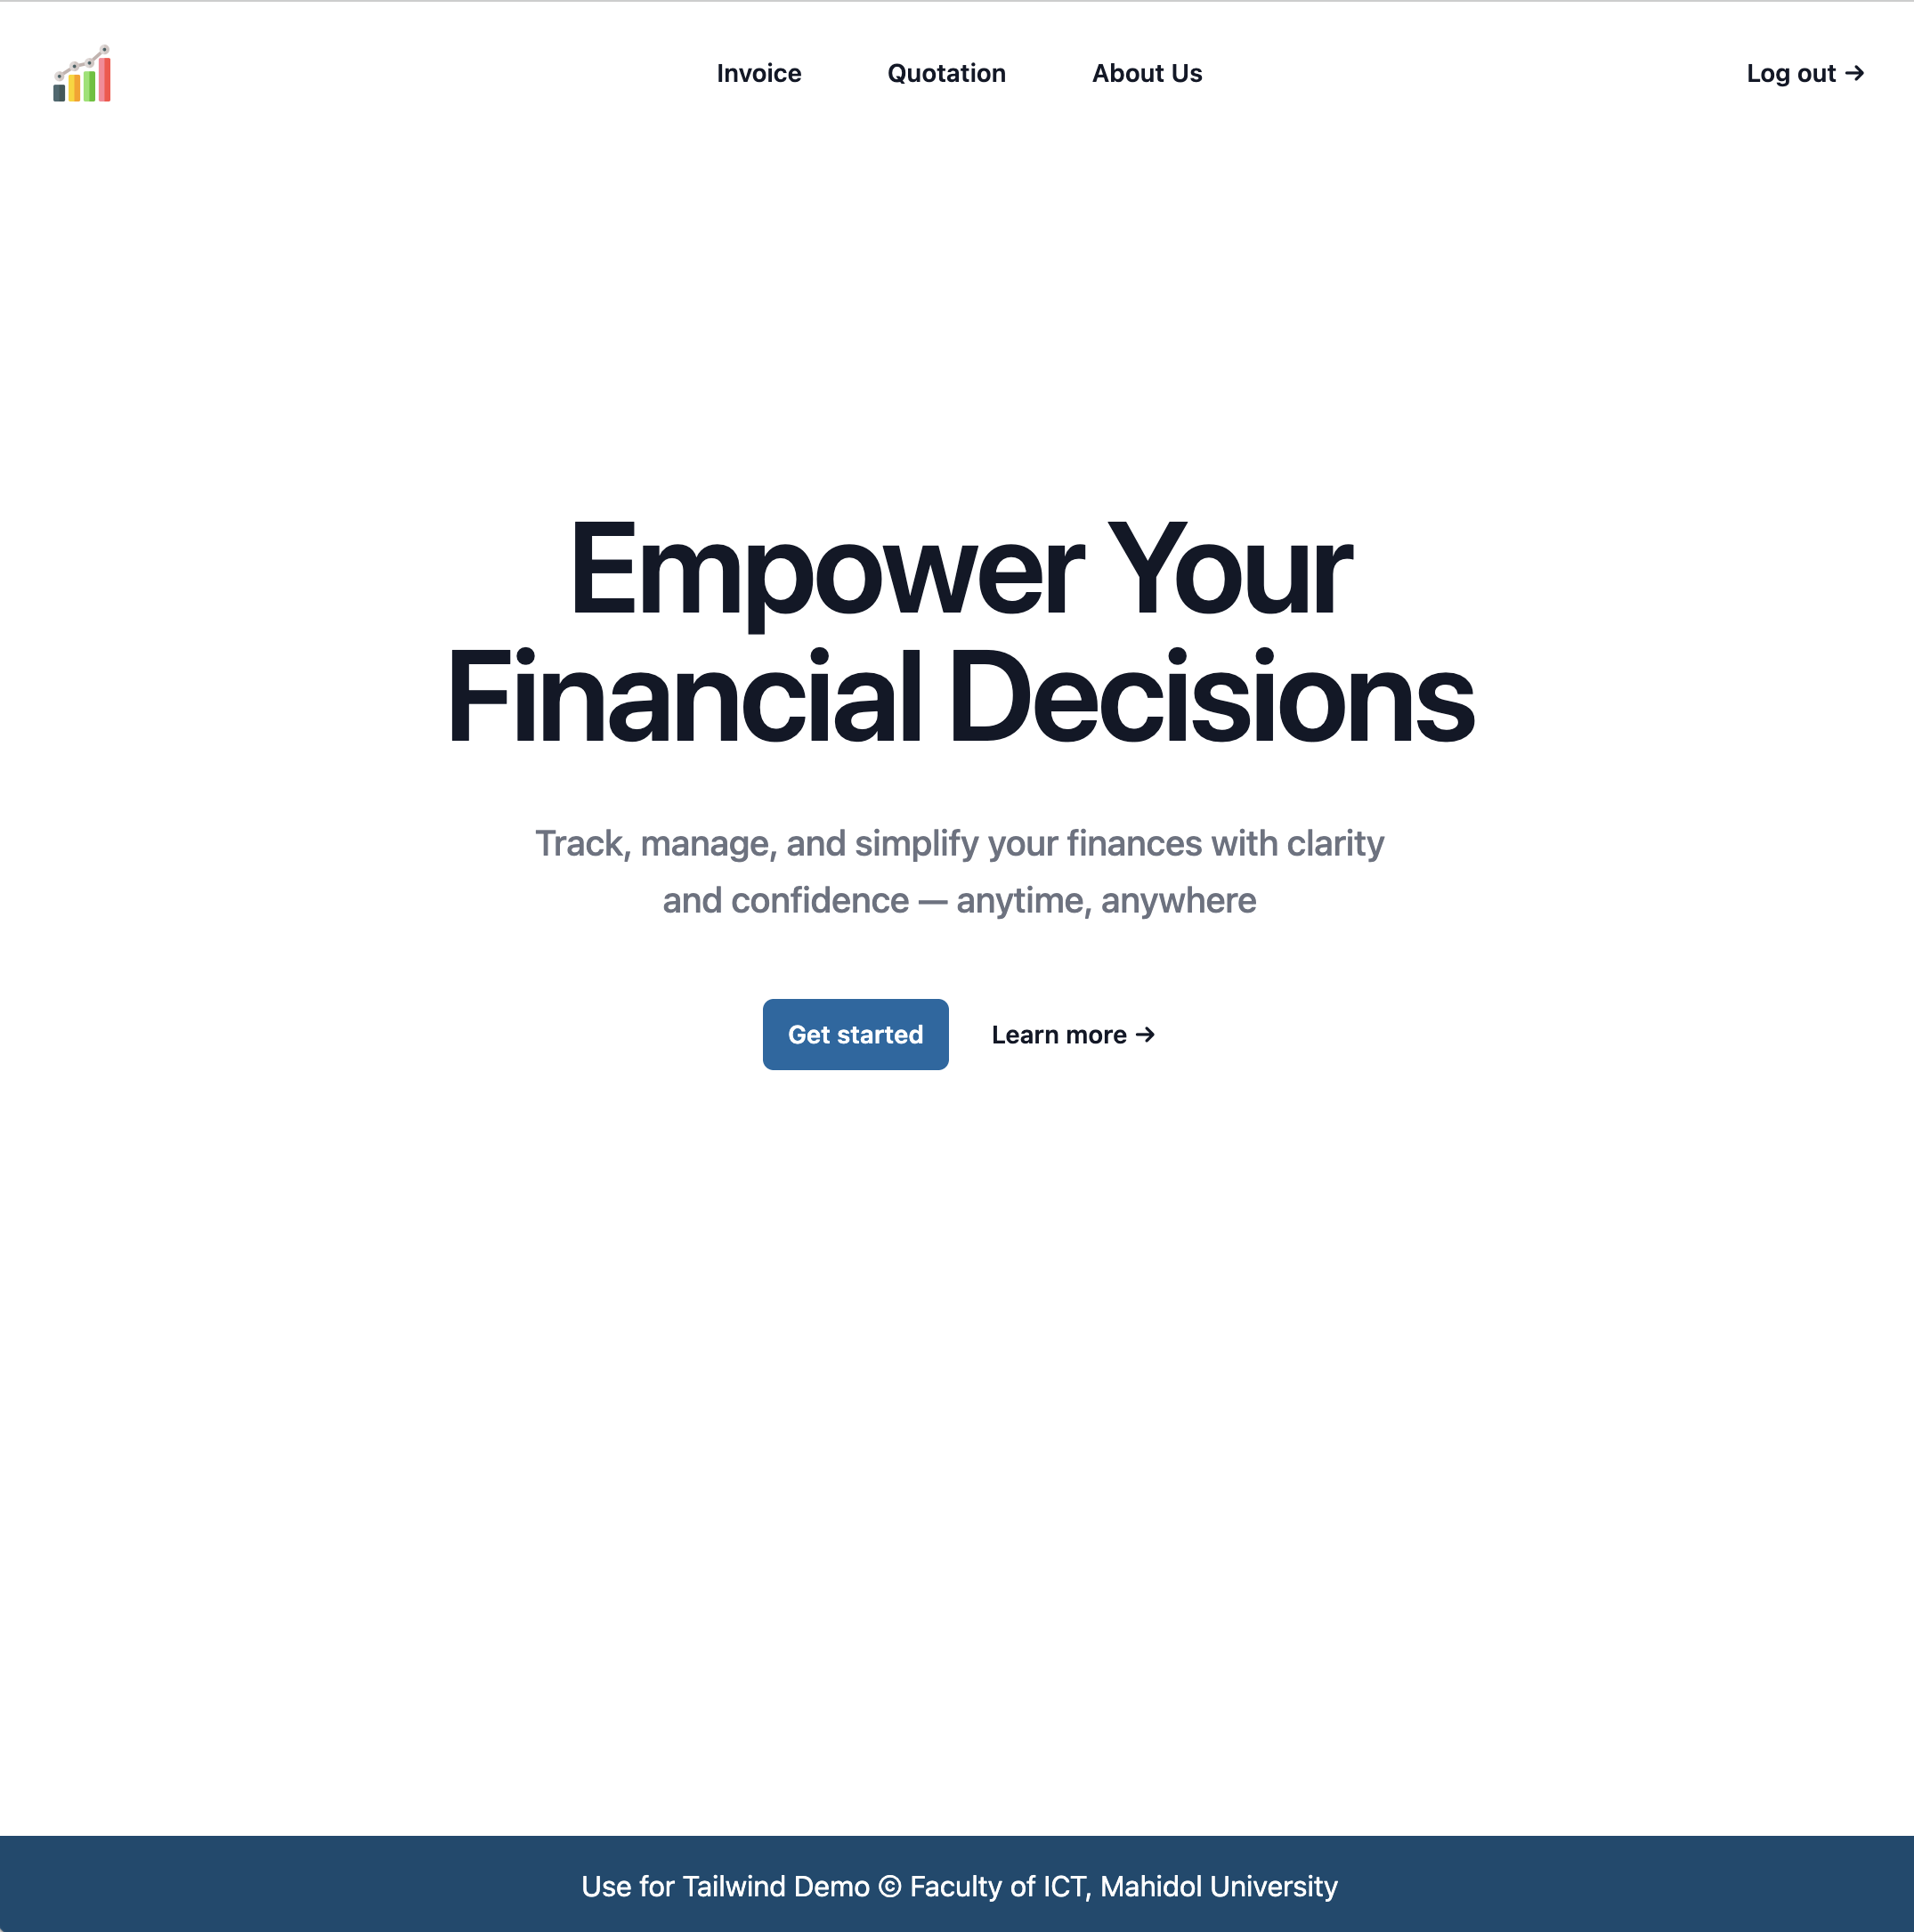 Invoice
Quotation
About Us
Log out →
Empower Your
Financial Decisions
Track, manage, and simplify your finances with clarity
and confidence — anytime, anywhere
Get started
Learn more →
Use for Tailwind Demo © Faculty of ICT, Mahidol University